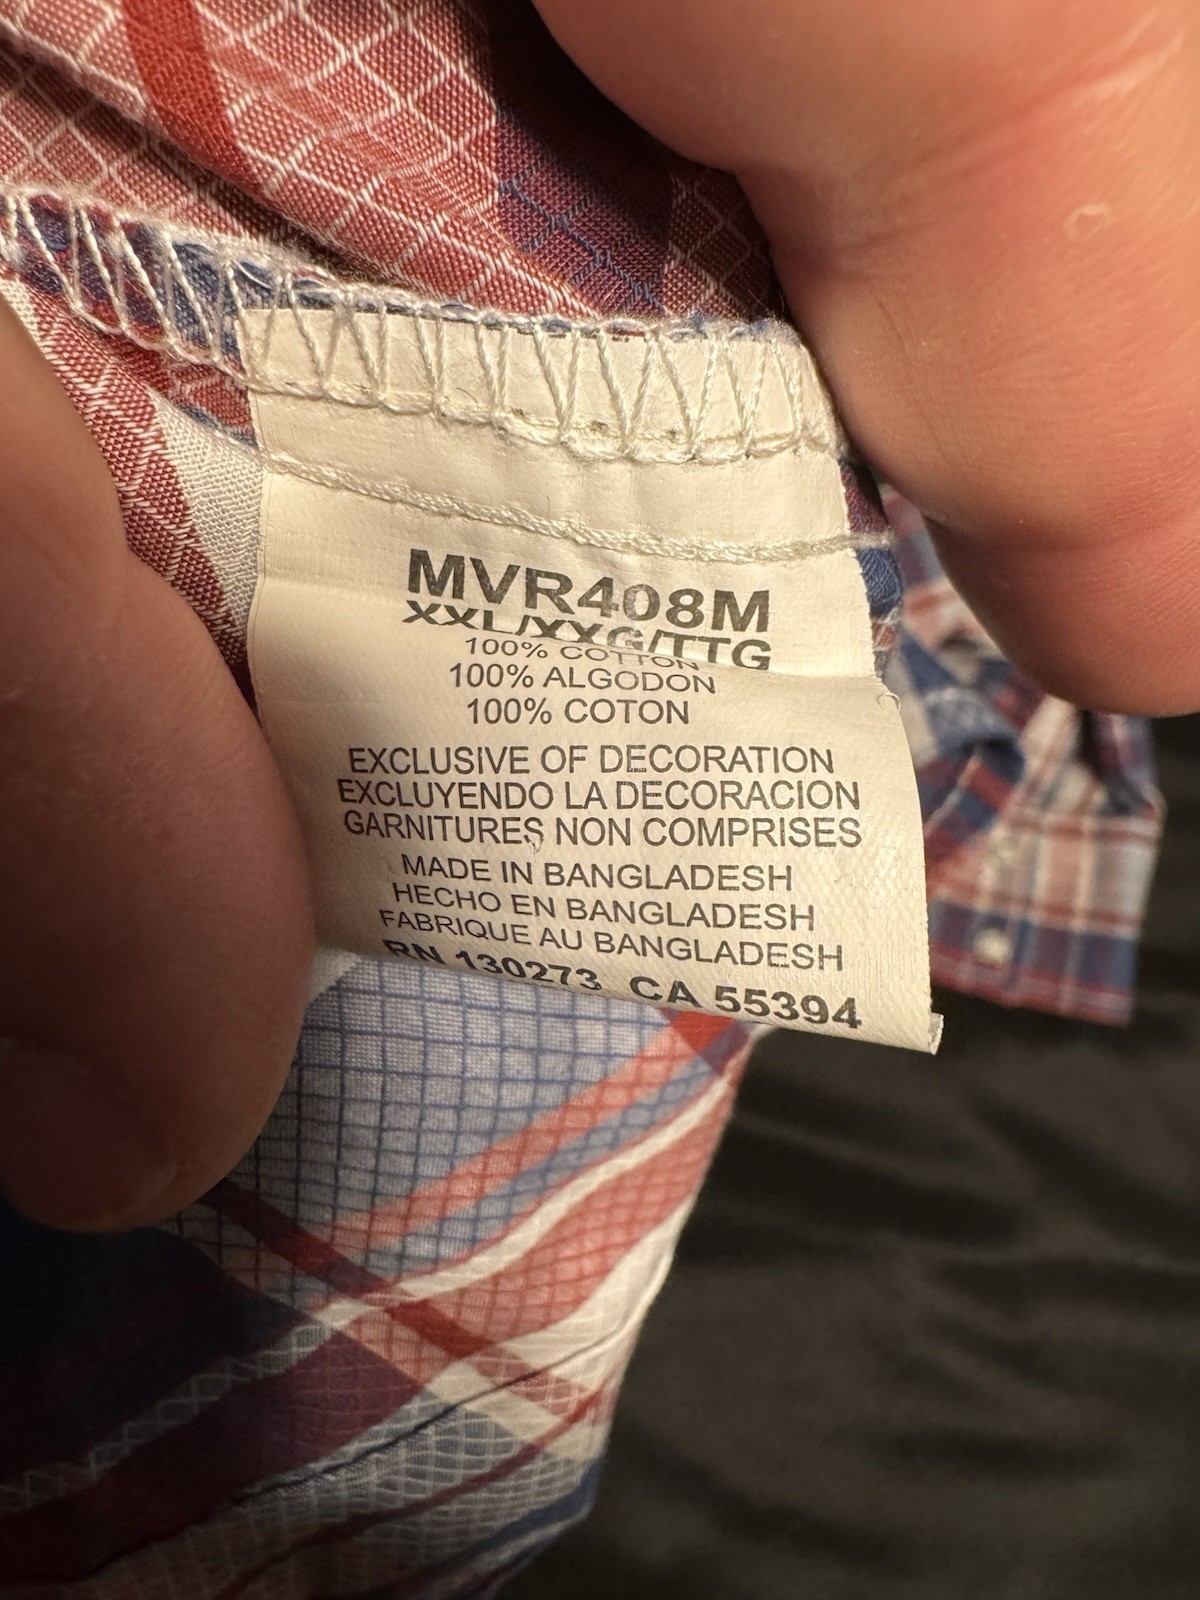 MVR408M
XXL/XXG/TTG
100% COTTON
100% ALGODON
100% COTON
EXCLUSIVE OF DECORATION
EXCLUYENDO LA DECORACION
GARNITURES NON COMPRISES
MADE IN BANGLADESH
HECHO EN BANGLADESH
FABRIQUE AU BANGLADESH
RN 130273 CA 55394